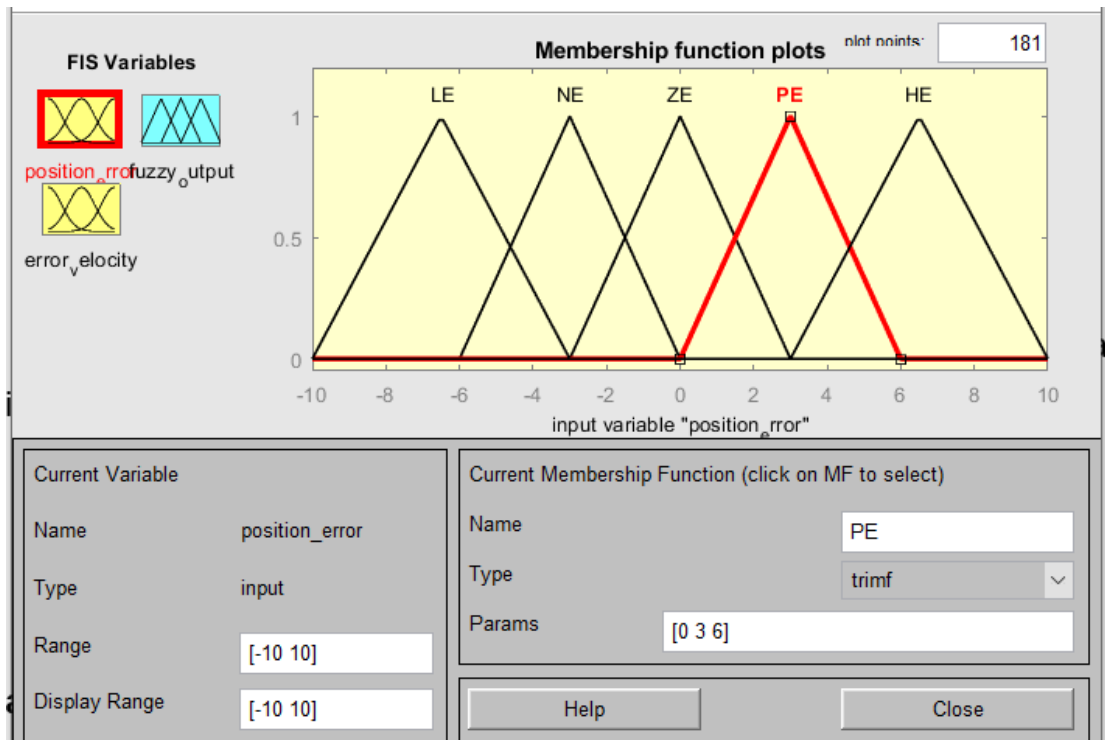 Membership function plots
plot points:
181
FIS Variables
position_error
fuzzy_output
error_velocity
LE NE ZE PE HE
1
0.5
0
-10 -8 -6 -4 -2 0 2 4 6 8 10
input variable "position_error"
Current Variable
Name position_error
Type input
Range [-10 10]
Display Range [-10 10]
Current Membership Function (click on MF to select)
Name PE
Type trimf
Params [0 3 6]
Help Close